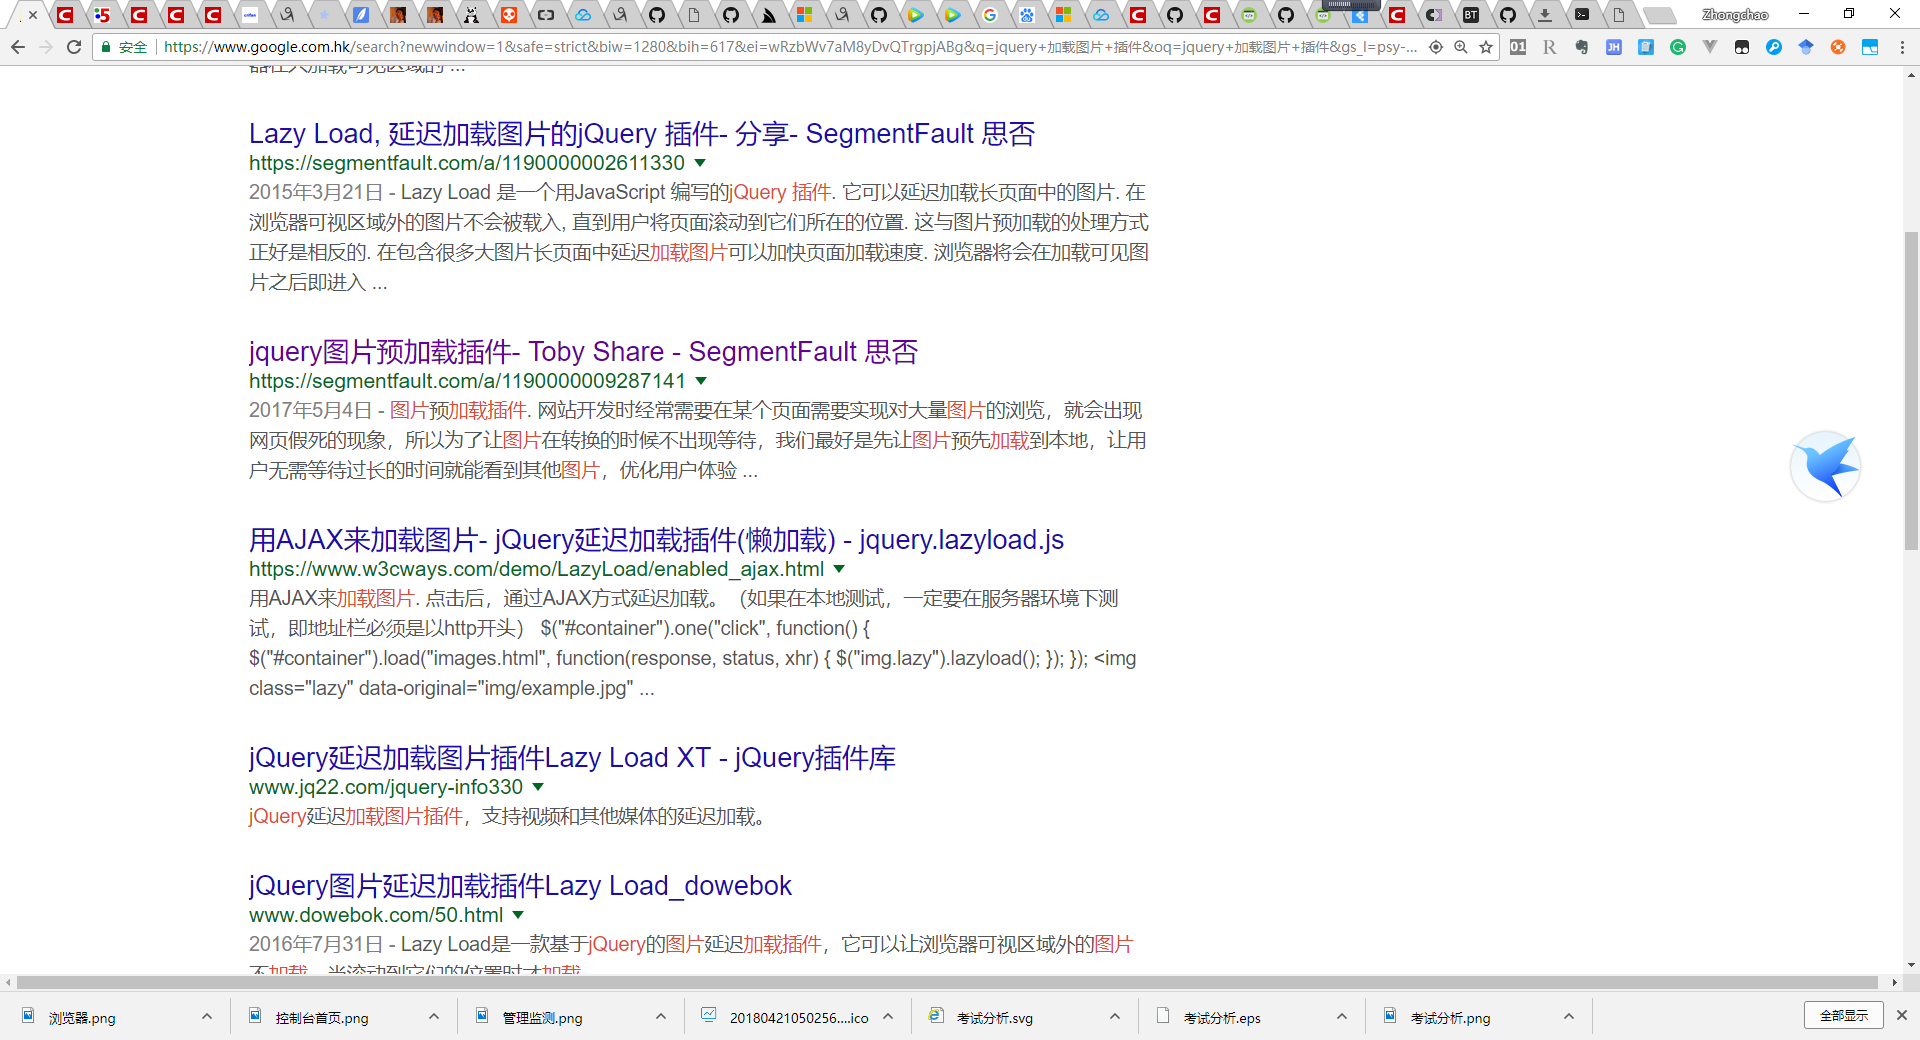 Zhongchao
安全 https://www.google.com.hk/search?newwindow=1&safe=strict&biw=1280&bih=617&ei=wRzbWv7aM8yDvQTrgpjABg&q=jquery+加载图片+插件&oq=jquery+加载图片+插件&gs_l=psy-...
Lazy Load, 延迟加载图片的jQuery 插件- 分享- SegmentFault 思否
https://segmentfault.com/a/1190000002611330
2015年3月21日 - Lazy Load 是一个用JavaScript 编写的jQuery 插件. 它可以延迟加载长页面中的图片. 在
浏览器可视区域外的图片不会被载入, 直到用户将页面滚动到它们所在的位置. 这与图片预加载的处理方式
正好是相反的. 在包含很多大图片长页面中延迟加载图片可以加快页面加载速度. 浏览器将会在加载可见图
片之后即进入 ...
jquery图片预加载插件- Toby Share - SegmentFault 思否
https://segmentfault.com/a/1190000009287141
2017年5月4日 - 图片预加载插件. 网站开发时经常需要在某个页面需要实现对大量图片的浏览，就会出现
网页假死的现象，所以为了让图片在转换的时候不出现等待，我们最好是先让图片预先加载到本地，让用
户无需等待过长的时间就能看到其他图片，优化用户体验 ...
用AJAX来加载图片- jQuery延迟加载插件(懒加载) - jquery.lazyload.js
https://www.w3cways.com/demo/LazyLoad/enabled_ajax.html
用AJAX来加载图片. 点击后，通过AJAX方式延迟加载。（如果在本地测试，一定要在服务器环境下测
试，即地址栏必须是以http开头） $("#container").one("click", function() {
$("#container").load("images.html", function(response, status, xhr) { $("img.lazy").lazyload(); }); }); <img
class="lazy" data-original="img/example.jpg" ...
jQuery延迟加载图片插件Lazy Load XT - jQuery插件库
www.jq22.com/jquery-info330
jQuery延迟加载图片插件，支持视频和其他媒体的延迟加载。
jQuery图片延迟加载插件Lazy Load_dowebok
www.dowebok.com/50.html
2016年7月31日 - Lazy Load是一款基于jQuery的图片延迟加载插件，它可以让浏览器可视区域外的图片
不加载，当滚动到它们的位置时才加载
浏览器.png
控制台首页.png
管理监测.png
20180421050256....ico
考试分析.svg
考试分析.eps
考试分析.png
全部显示